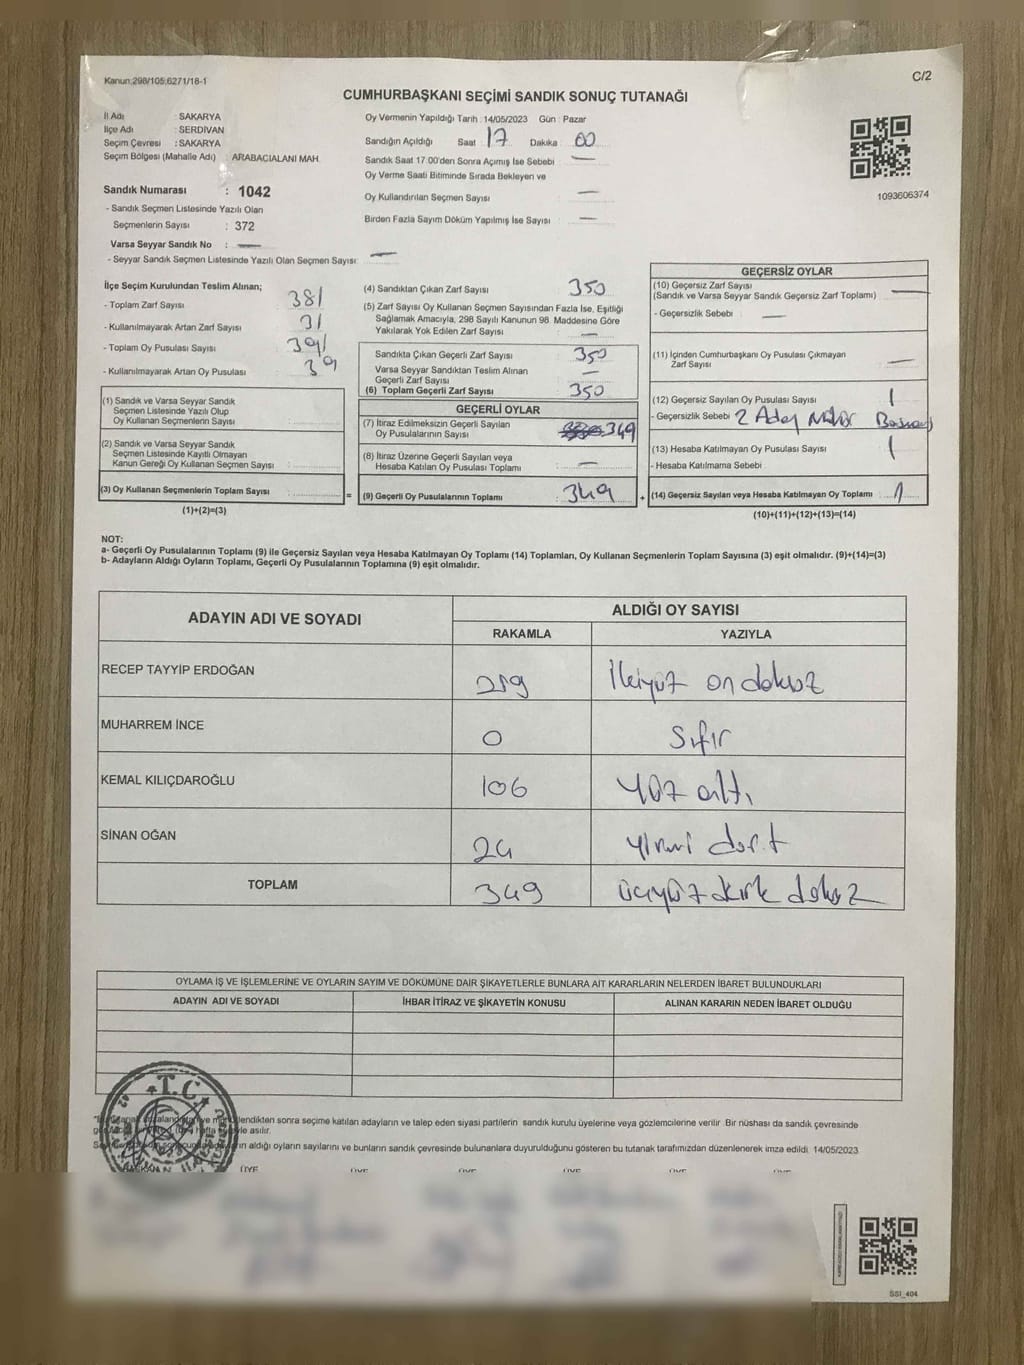 Kanun:298/105;6271/18-1
C/2
CUMHURBAŞKANI SEÇİMİ SANDIK SONUÇ TUTANAĞI
İl Adı : SAKARYA
İlçe Adı : SERDİVAN
Seçim Çevresi : SAKARYA
Seçim Bölgesi (Mahalle Adı) : ARABACIALANI MAH.
Sandık Numarası : 1042
- Sandık Seçmen Listesinde Yazılı Olan
Seçmenlerin Sayısı : 372
Varsa Seyyar Sandık No : —
- Seyyar Sandık Seçmen Listesinde Yazılı Olan Seçmen Sayısı: —
Oy Vermenin Yapıldığı Tarih : 14/05/2023 Gün : Pazar
Sandığın Açıldığı Saat 17 Dakika 00
Sandık Saat 17.00'den Sonra Açımış İse Sebebi —
Oy Verme Saati Bitiminde Sırada Bekleyen ve
Oy Kullandırılan Seçmen Sayısı —
Birden Fazla Sayım Döküm Yapılmış İse Sayısı —
1093606374
İlçe Seçim Kurulundan Teslim Alınan;
- Toplam Zarf Sayısı 381
- Kullanılmayarak Artan Zarf Sayısı 31
- Toplam Oy Pusulası Sayısı 391
- Kullanılmayarak Artan Oy Pusulası 39
(1) Sandık ve Varsa Seyyar Sandık
Seçmen Listesinde Yazılı Olup
Oy Kullanan Seçmenlerin Sayısı
(2) Sandık ve Varsa Seyyar Sandık
Seçmen Listesinde Kayıtlı Olmayan
Kanun Gereği Oy Kullanan Seçmen Sayısı
(3) Oy Kullanan Seçmenlerin Toplam Sayısı
(1)+(2)=(3)
(4) Sandıktan Çıkan Zarf Sayısı 350
(5) Zarf Sayısı Oy Kullanan Seçmen Sayısından Fazla İse, Eşitliği
Sağlamak Amacıyla, 298 Sayılı Kanunun 98. Maddesine Göre
Yakılarak Yok Edilen Zarf Sayısı —
Sandıkta Çıkan Geçerli Zarf Sayısı 350
Varsa Seyyar Sandıktan Teslim Alınan
Geçerli Zarf Sayısı —
(6) Toplam Geçerli Zarf Sayısı 350
GEÇERLİ OYLAR
(7) İtiraz Edilmeksizin Geçerli Sayılan
Oy Pusulalarının Sayısı 349
(8) İtiraz Üzerine Geçerli Sayılan veya
Hesaba Katılan Oy Pusulası Toplamı —
= (9) Geçerli Oy Pusulalarının Toplamı 349 +
GEÇERSİZ OYLAR
(10) Geçersiz Zarf Sayısı
(Sandık ve Varsa Seyyar Sandık Geçersiz Zarf Toplamı) —
- Geçersizlik Sebebi : —
(11) İçinden Cumhurbaşkanı Oy Pusulası Çıkmayan
Zarf Sayısı —
(12) Geçersiz Sayılan Oy Pusulası Sayısı 1
- Geçersizlik Sebebi 2 Aday Mühür
(13) Hesaba Katılmayan Oy Pusulası Sayısı 1
- Hesaba Katılmama Sebebi
(14) Geçersiz Sayılan veya Hesaba Katılmayan Oy Toplamı 1
(10)+(11)+(12)+(13)=(14)
NOT:
a- Geçerli Oy Pusulalarının Toplamı (9) ile Geçersiz Sayılan veya Hesaba Katılmayan Oy Toplamı (14) Toplamları, Oy Kullanan Seçmenlerin Toplam Sayısına (3) eşit olmalıdır. (9)+(14)=(3)
b- Adayların Aldığı Oyların Toplamı, Geçerli Oy Pusulalarının Toplamına (9) eşit olmalıdır.
ADAYIN ADI VE SOYADI ALDIĞI OY SAYISI
RAKAMLA YAZIYLA
RECEP TAYYİP ERDOĞAN 219 İkiyüz on dokuz
MUHARREM İNCE 0 Sıfır
KEMAL KILIÇDAROĞLU 106 Yüz altı
SİNAN OĞAN 24 yirmi dört
TOPLAM 349 üçyüz kırk dokuz
OYLAMA İŞ VE İŞLEMLERİNE VE OYLARIN SAYIM VE DÖKÜMÜNE DAİR ŞİKAYETLERLE BUNLARA AİT KARARLARIN NELERDEN İBARET BULUNDUKLARI
ADAYIN ADI VE SOYADI İHBAR İTİRAZ VE ŞİKAYETİN KONUSU ALINAN KARARIN NEDEN İBARET OLDUĞU
T.C.
lendikten sonra seçime katılan adayların ve talep eden siyasi partilerin sandık kurulu üyelerine veya gözlemcilerine verilir. Bir nüshası da sandık çevresinde
asılır.
aldığı oyların sayılarını ve bunların sandık çevresinde bulunanlara duyurulduğunu gösteren bu tutanak tarafımızdan düzenlenerek imza edildi. 14/05/2023
ÜYE ÜYE ÜYE ÜYE ÜYE ÜYE
SSİ_404